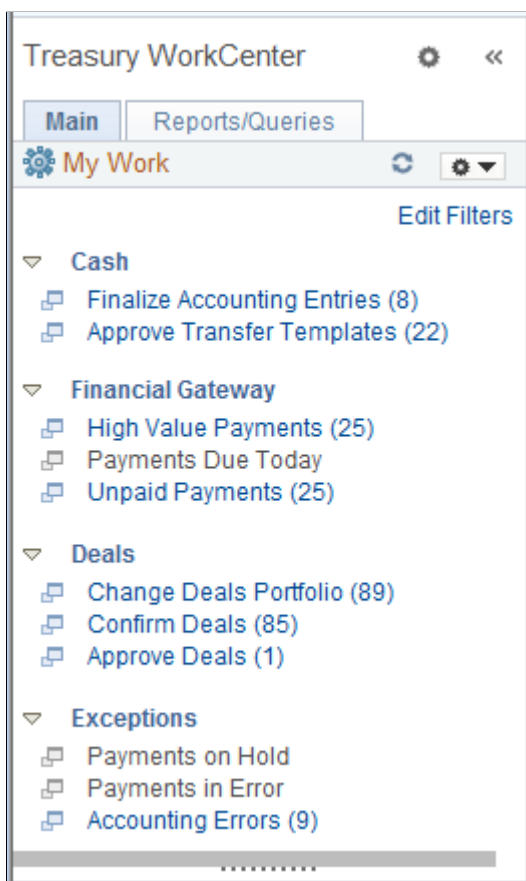 Treasury WorkCenter
Main
Reports/Queries
My Work
Edit Filters
Cash
Finalize Accounting Entries (8)
Approve Transfer Templates (22)
Financial Gateway
High Value Payments (25)
Payments Due Today
Unpaid Payments (25)
Deals
Change Deals Portfolio (89)
Confirm Deals (85)
Approve Deals (1)
Exceptions
Payments on Hold
Payments in Error
Accounting Errors (9)